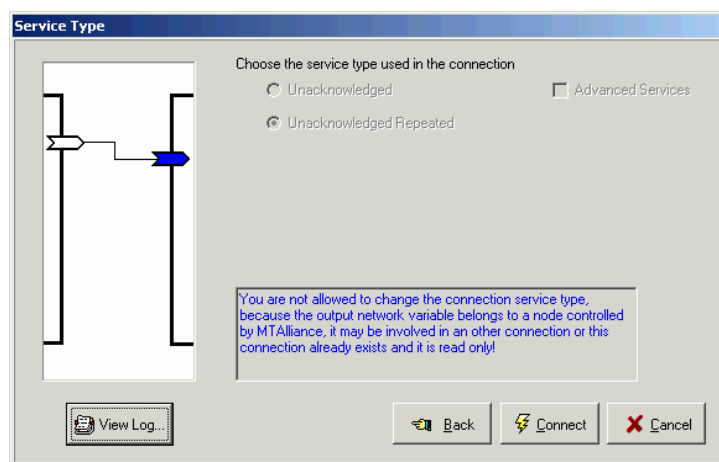 Service Type
Choose the service type used in the connection
Unacknowledged
Advanced Services
Unacknowledged Repeated
You are not allowed to change the connection service type,
because the output network variable belongs to a node controlled
by MTAlliance, it may be involved in an other connection or this
connection already exists and it is read only!
View Log...
Back
Connect
Cancel